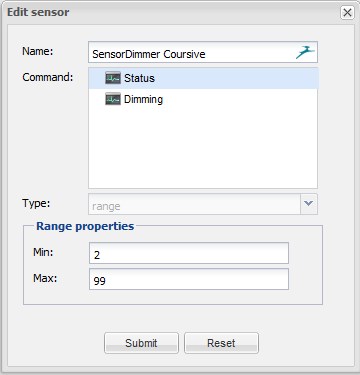 Edit sensor
Name: SensorDimmer Coursive
Command: Status
Dimming
Type: range
Range properties
Min: 2
Max: 99
Submit Reset